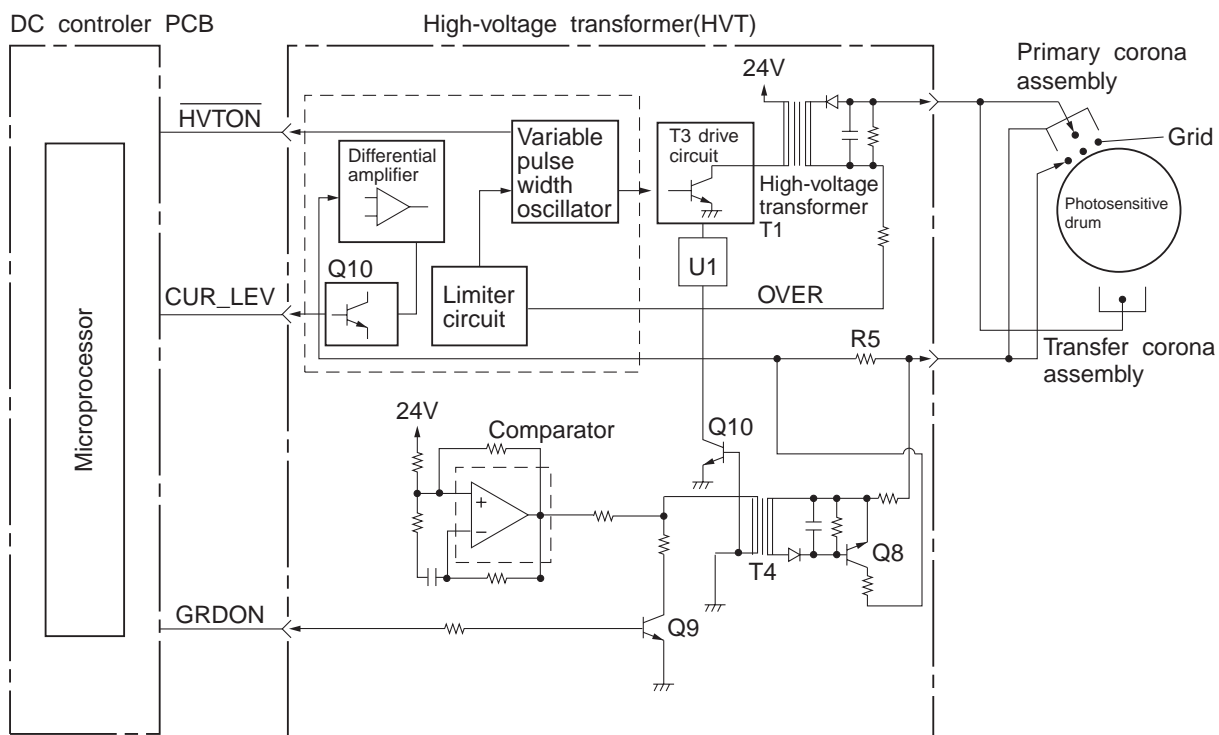 DC controler PCB
High-voltage transformer(HVT)
Microprocessor
HVTON
CUR_LEV
GRDON
Differential
amplifier
Q10
Variable
pulse
width
oscillator
Limiter
circuit
T3 drive
circuit
U1
24V
High-voltage
transformer
T1
OVER
R5
Primary corona
assembly
Grid
Photosensitive
drum
Transfer corona
assembly
24V
Comparator
+
−
Q10
T4
Q8
Q9